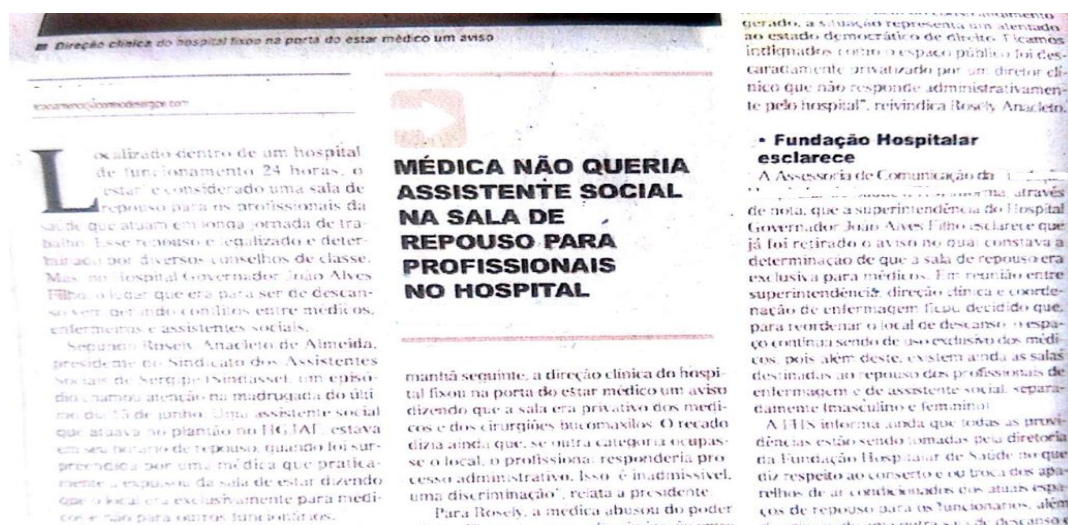 Direção clínica do hospital fixou na porta do estar médico um aviso
Localizado dentro de um hospital
de funcionamento 24 horas, o
estar é considerado uma sala de
repouso para os profissionais da
saúde que atuam em longa jornada de tra-
balho. Esse repouso é legalizado e deter-
minado por diversos conselhos de classe.
Mas, no Hospital Governador João Alves
Filho, o lugar que era para ser de descan-
so vem gerando conflitos entre médicos,
enfermeiros e assistentes sociais.
Segundo Rosely Anacleto de Almeida,
presidente do Sindicato dos Assistentes
Sociais de Sergipe (Sindasse), um episó-
dio chamou atenção na madrugada do últi-
mo dia 15 de junho. Uma assistente social
que atuava no plantão no HGJAF, estava
em seu horário de repouso, quando foi sur-
preendida por uma médica que pratica-
mente a expulsou da sala de estar dizendo
que o local era exclusivamente para médi-
cos e não para outros funcionários.
MÉDICA NÃO QUERIA
ASSISTENTE SOCIAL
NA SALA DE
REPOUSO PARA
PROFISSIONAIS
NO HOSPITAL
manhã seguinte, a direção clínica do hospi-
tal fixou na porta do estar médico um aviso
dizendo que a sala era privativo dos médi-
cos e dos cirurgiões bucomaxilos. O recado
dizia ainda que, se outra categoria ocupas-
se o local, o profissional responderia pro-
cesso administrativo. Isso é inadmissível,
uma discriminação", relata a presidente.
Para Rosely, a médica abusou do poder
gerado, a situação representa um atentado
ao estado democrático de direito. Ficamos
indignados como o espaço público foi des-
caradamente privatizado por um diretor clí-
nico que não responde administrativamen-
te pelo hospital", reivindica Rosely Anacleto.
• Fundação Hospitalar
esclarece
A Assessoria de Comunicação da
através
de nota, que a superintendência do Hospital
Governador João Alves Filho esclarece que
já foi retirado o aviso no qual constava a
determinação de que a sala de repouso era
exclusiva para médicos. Em reunião entre
superintendência, direção clínica e coorde-
nação de enfermagem ficou decidido que,
para reordenar o local de descanso, o espa-
ço continua sendo de uso exclusivo dos médi-
cos, pois além deste, existem ainda as salas
destinadas ao repouso dos profissionais de
enfermagem e de assistente social, separa-
damente (masculino e feminino).
A FHS informa ainda que todas as provi-
dências estão sendo tomadas pela diretoria
da Fundação Hospitalar de Saúde no que
diz respeito ao conserto e ou troca dos apa-
relhos de ar condicionados dos atuais espa-
ços de repouso para os funcionários, além